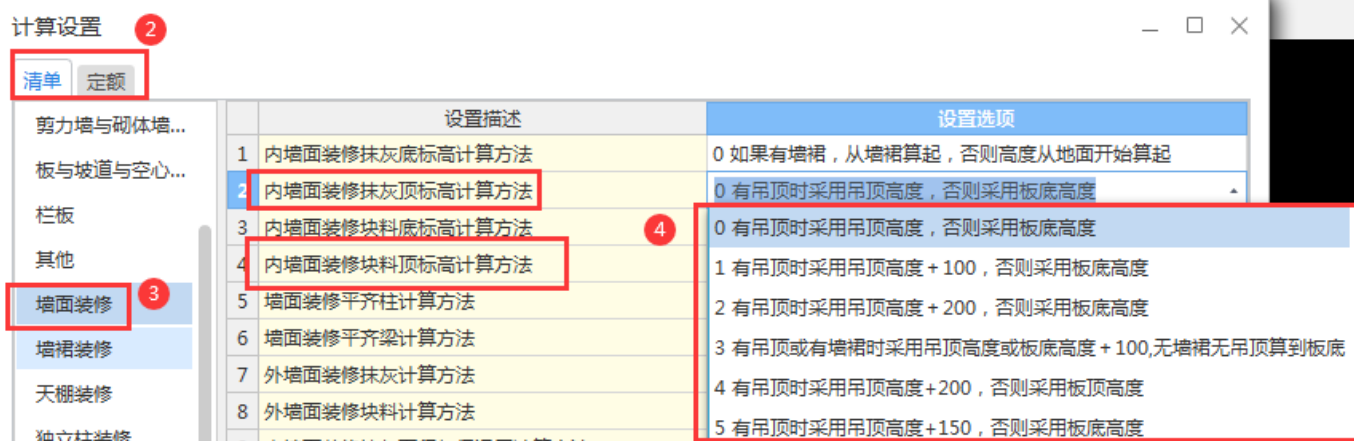 计算设置
2
清单 定额
设置描述 设置选项
剪力墙与砌体墙...
板与坡道与空心...
栏板
其他
墙面装修
3
墙裙装修
天棚装修
独立柱装修
1 内墙面装修抹灰底标高计算方法 0 如果有墙裙，从墙裙算起，否则高度从地面开始算起
2 内墙面装修抹灰顶标高计算方法 0 有吊顶时采用吊顶高度，否则采用板底高度
3 内墙面装修块料底标高计算方法
4 内墙面装修块料顶标高计算方法
5 墙面装修平齐柱计算方法
6 墙面装修平齐梁计算方法
7 外墙面装修抹灰计算方法
8 外墙面装修块料计算方法
4
0 有吊顶时采用吊顶高度，否则采用板底高度
1 有吊顶时采用吊顶高度＋100，否则采用板底高度
2 有吊顶时采用吊顶高度＋200，否则采用板底高度
3 有吊顶或有墙裙时采用吊顶高度或板底高度＋100,无墙裙无吊顶算到板底
4 有吊顶时采用吊顶高度+200，否则采用板顶高度
5 有吊顶时采用吊顶高度+150，否则采用板底高度